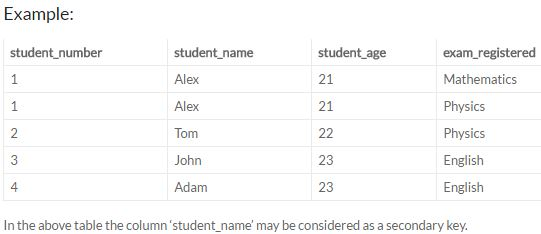 Example:
student_number student_name student_age exam_registered
1 Alex 21 Mathematics
1 Alex 21 Physics
2 Tom 22 Physics
3 John 23 English
4 Adam 23 English
In the above table the column ‘student_name’ may be considered as a secondary key.